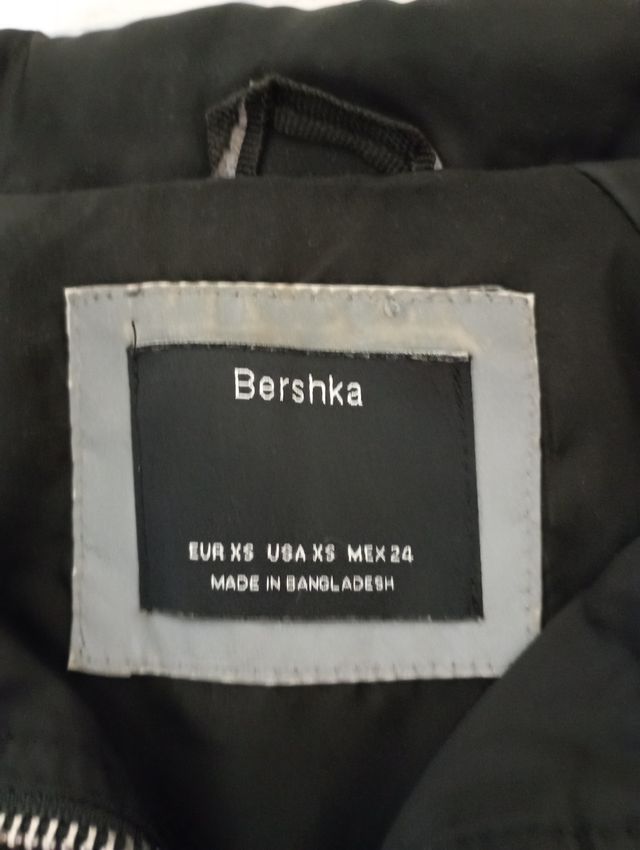 Bershka
EUR XS USA XS MEX 24
MADE IN BANGLADESH